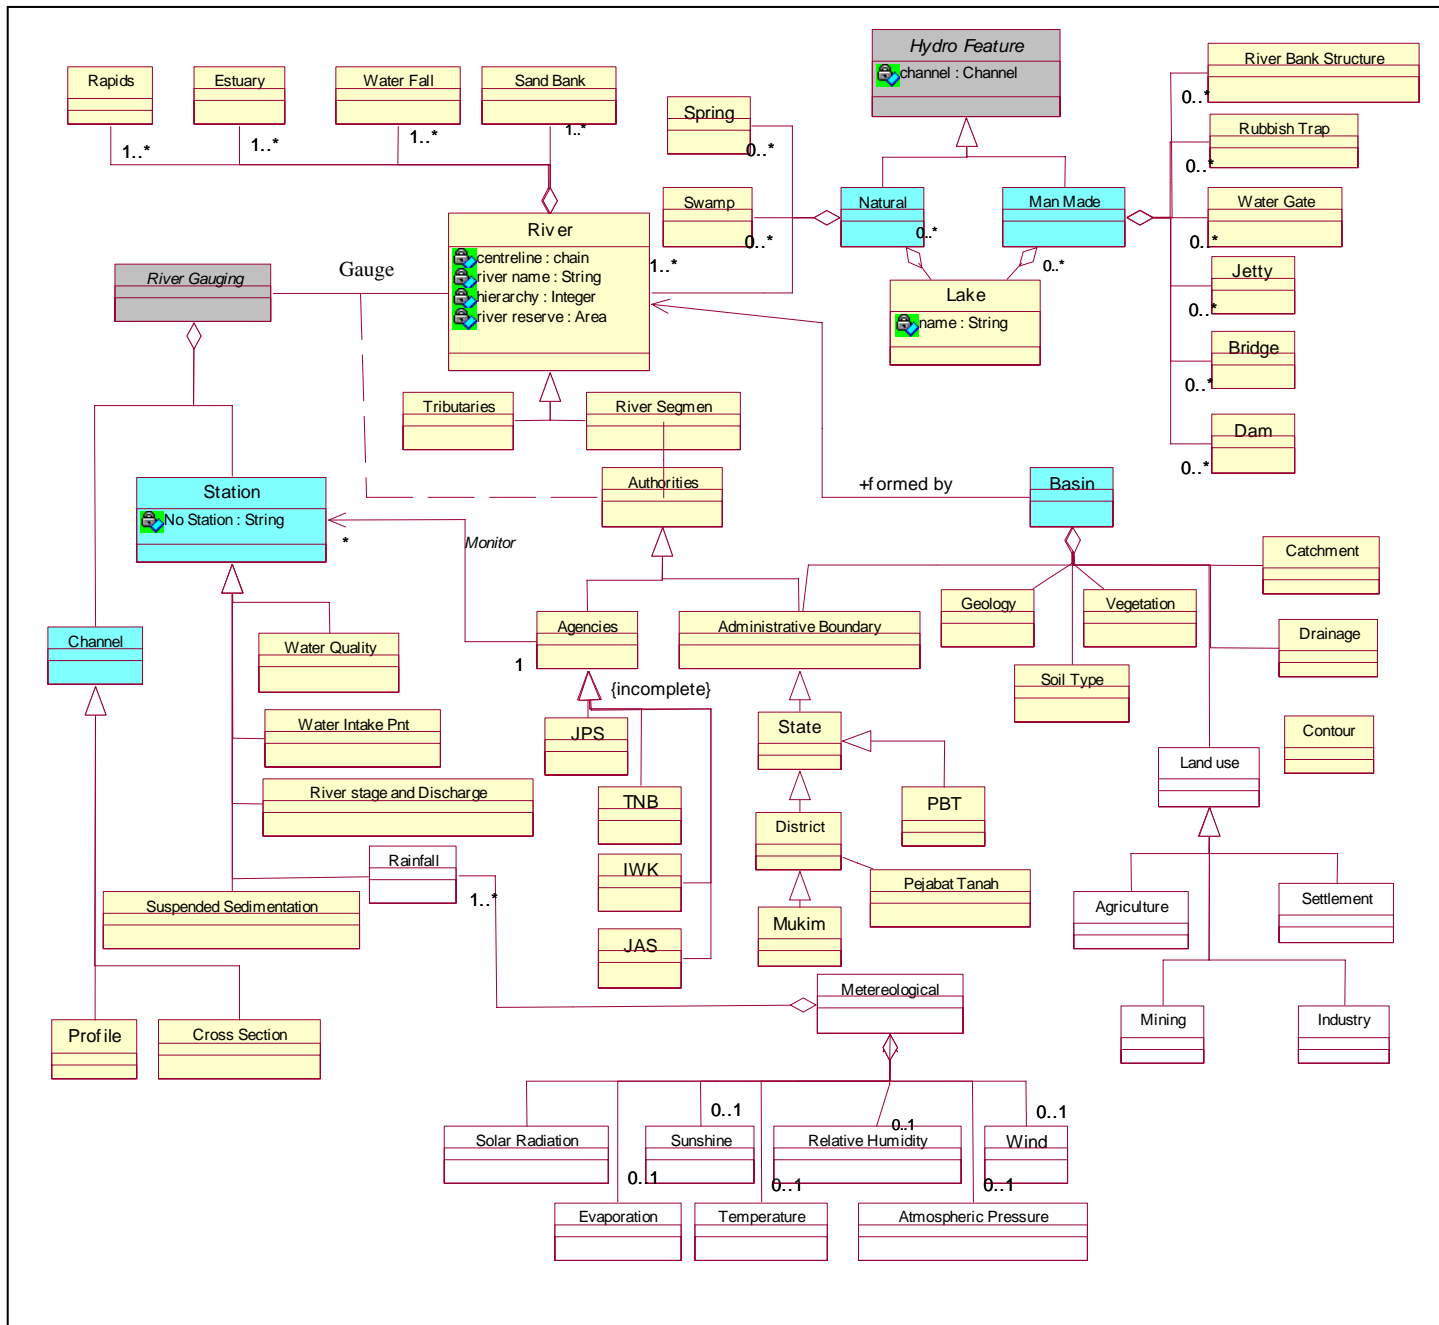 Hydro Feature
channel : Channel
River Bank Structure
0..*
Rapids
Estuary
Water Fall
Sand Bank
1..*
1..*
1..*
1..*
Spring
0..*
Rubbish Trap
0..*
Swamp
0..*
Natural
0..*
Man Made
0..*
Water Gate
0..*
River
centreline : chain
river name : String
hierarchy : Integer
river reserve : Area
1..*
Gauge
River Gauging
Lake
name : String
Jetty
0..*
Bridge
0..*
Dam
0..*
Tributaries
River Segmen
Authorities
Station
No Station : String
*
Monitor
+formed by
Basin
Catchment
Geology
Vegetation
Drainage
Soil Type
Contour
Channel
Water Quality
Agencies
1
{incomplete}
Administrative Boundary
Water Intake Pnt
JPS
State
Land use
River stage and Discharge
TNB
PBT
District
Rainfall
1..*
IWK
Pejabat Tanah
Suspended Sedimentation
JAS
Mukim
Agriculture
Settlement
Metereological
Profile
Cross Section
Mining
Industry
0..1
0..1
0..1
Solar Radiation
Sunshine
Relative Humidity
Wind
0..1
0..1
0..1
Evaporation
Temperature
Atmospheric Pressure